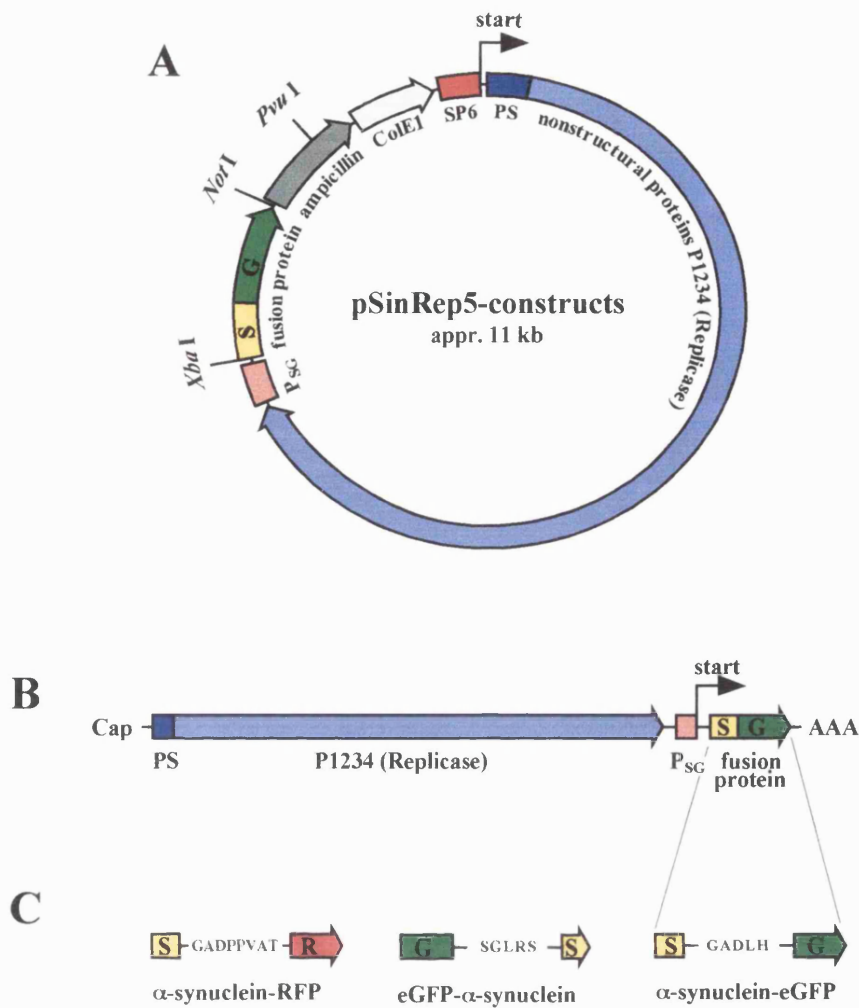 A
start
Pvu I
ColE1
SP6
PS
nonstructural proteins P1234 (Replicase)
Not I
ampicillin
G
S
fusion protein
Xba I
PSG
pSinRep5-constructs
appr. 11 kb
B
start
Cap
S G
AAA
PS
P1234 (Replicase)
PSG
fusion
protein
C
S GADPPVAT R
G SGLRS S
S GADLH G
α-synuclein-RFP
eGFP-α-synuclein
α-synuclein-eGFP